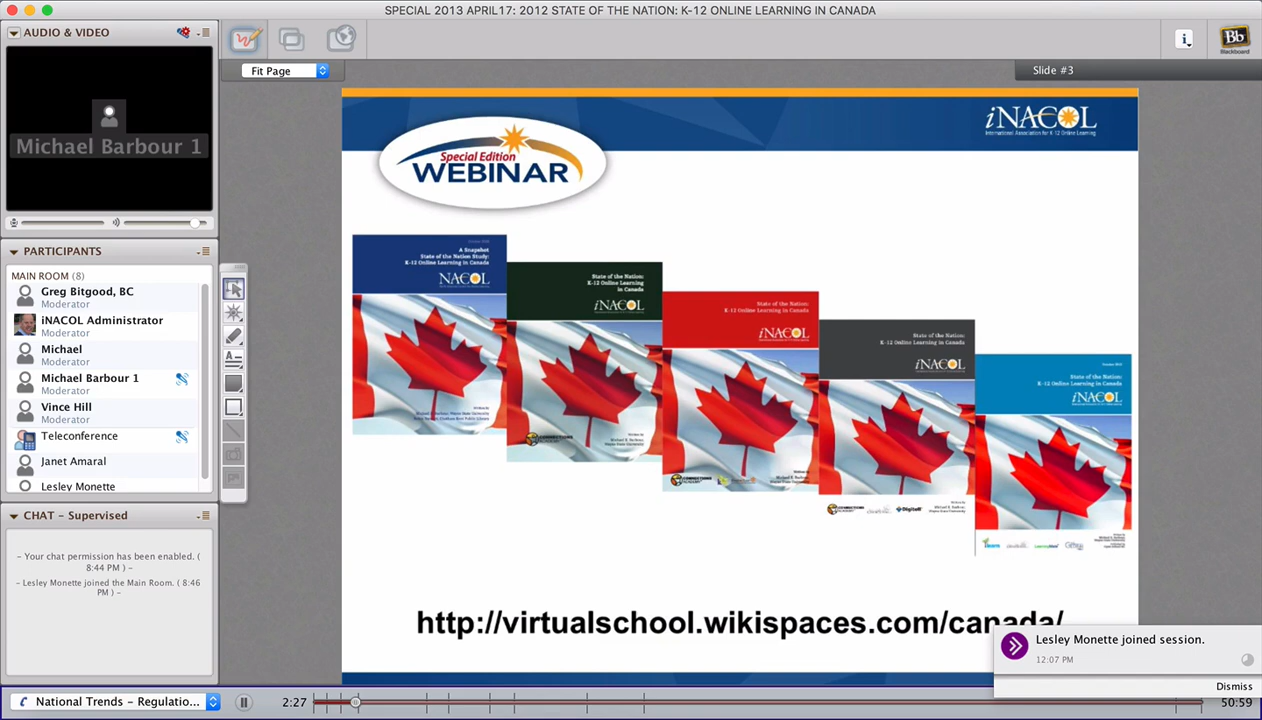 SPECIAL 2013 APRIL17: 2012 STATE OF THE NATION: K-12 ONLINE LEARNING IN CANADA
AUDIO & VIDEO
Michael Barbour 1
PARTICIPANTS
MAIN ROOM (8)
Greg Bitgood, BC
Moderator
iNACOL Administrator
Moderator
Michael
Moderator
Michael Barbour 1
Moderator
Vince Hill
Moderator
Teleconference
Janet Amaral
Lesley Monette
CHAT – Supervised
– Your chat permission has been enabled. (
8:44 PM ) –
– Lesley Monette joined the Main Room. ( 8:46
PM ) –
National Trends – Regulatio...
2:27
50:59
Fit Page
Slide #3
i
Bb
Blackboard
iNACOL
International Association for K-12 Online Learning
Special Edition
WEBINAR
A Snapshot
State of the Nation Study:
K-12 Online Learning in Canada
NACOL
State of the Nation:
K-12 Online Learning
in Canada
iNACOL
State of the Nation:
K-12 Online Learning in Canada
iNACOL
State of the Nation:
K-12 Online Learning in Canada
iNACOL
State of the Nation:
K-12 Online Learning in Canada
iNACOL
http://virtualschool.wikispaces.com/canada/
Lesley Monette joined session.
12:07 PM
Dismiss